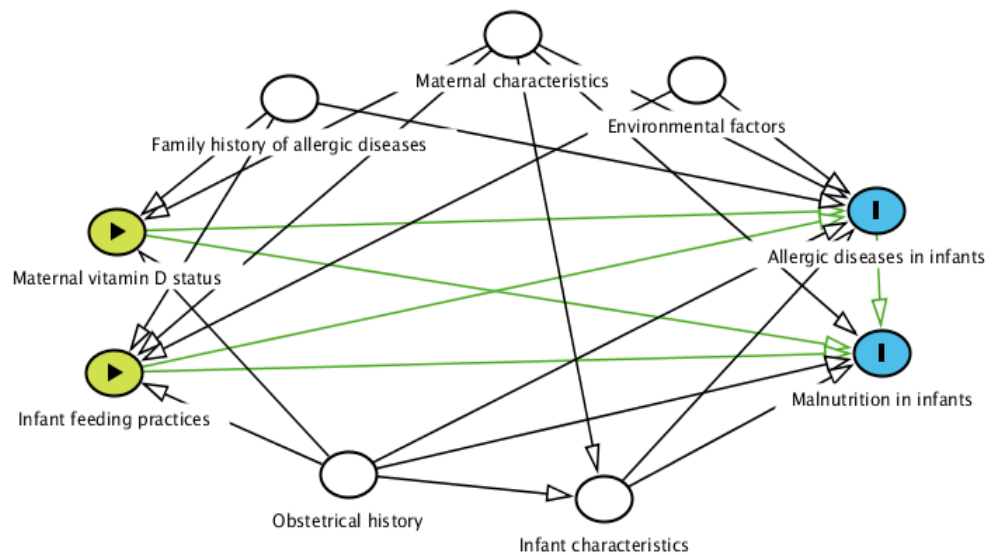 Maternal characteristics
Environmental factors
Family history of allergic diseases
Allergic diseases in infants
Maternal vitamin D status
Malnutrition in infants
Infant feeding practices
Obstetrical history
Infant characteristics